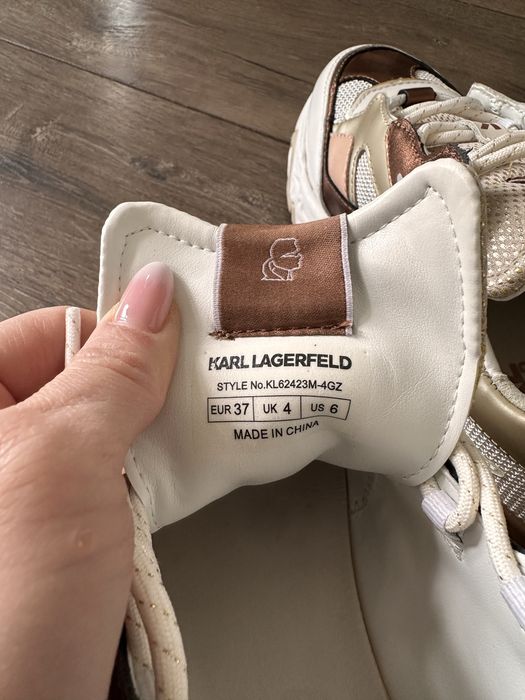 KARL LAGERFELD
STYLE No.KL62423M-4GZ
EUR 37 UK 4 US 6
MADE IN CHINA